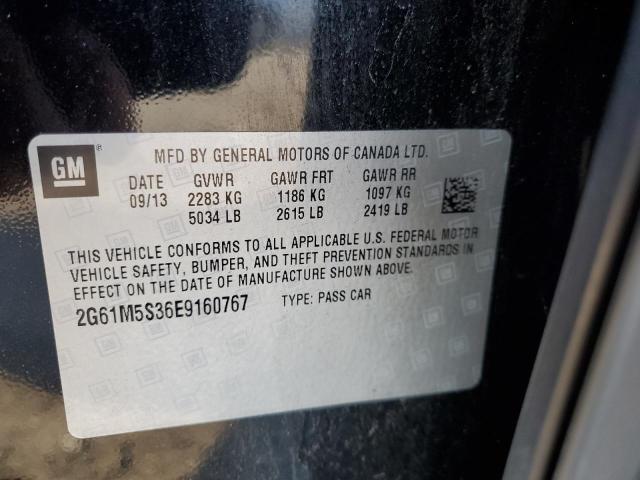 GM ®
MFD BY GENERAL MOTORS OF CANADA LTD.
DATE GVWR GAWR FRT GAWR RR
09/13 2283 KG 1186 KG 1097 KG
5034 LB 2615 LB 2419 LB
THIS VEHICLE CONFORMS TO ALL APPLICABLE U.S. FEDERAL MOTOR
VEHICLE SAFETY, BUMPER, AND THEFT PREVENTION STANDARDS IN
EFFECT ON THE DATE OF MANUFACTURE SHOWN ABOVE.
2G61M5S36E9160767 TYPE: PASS CAR